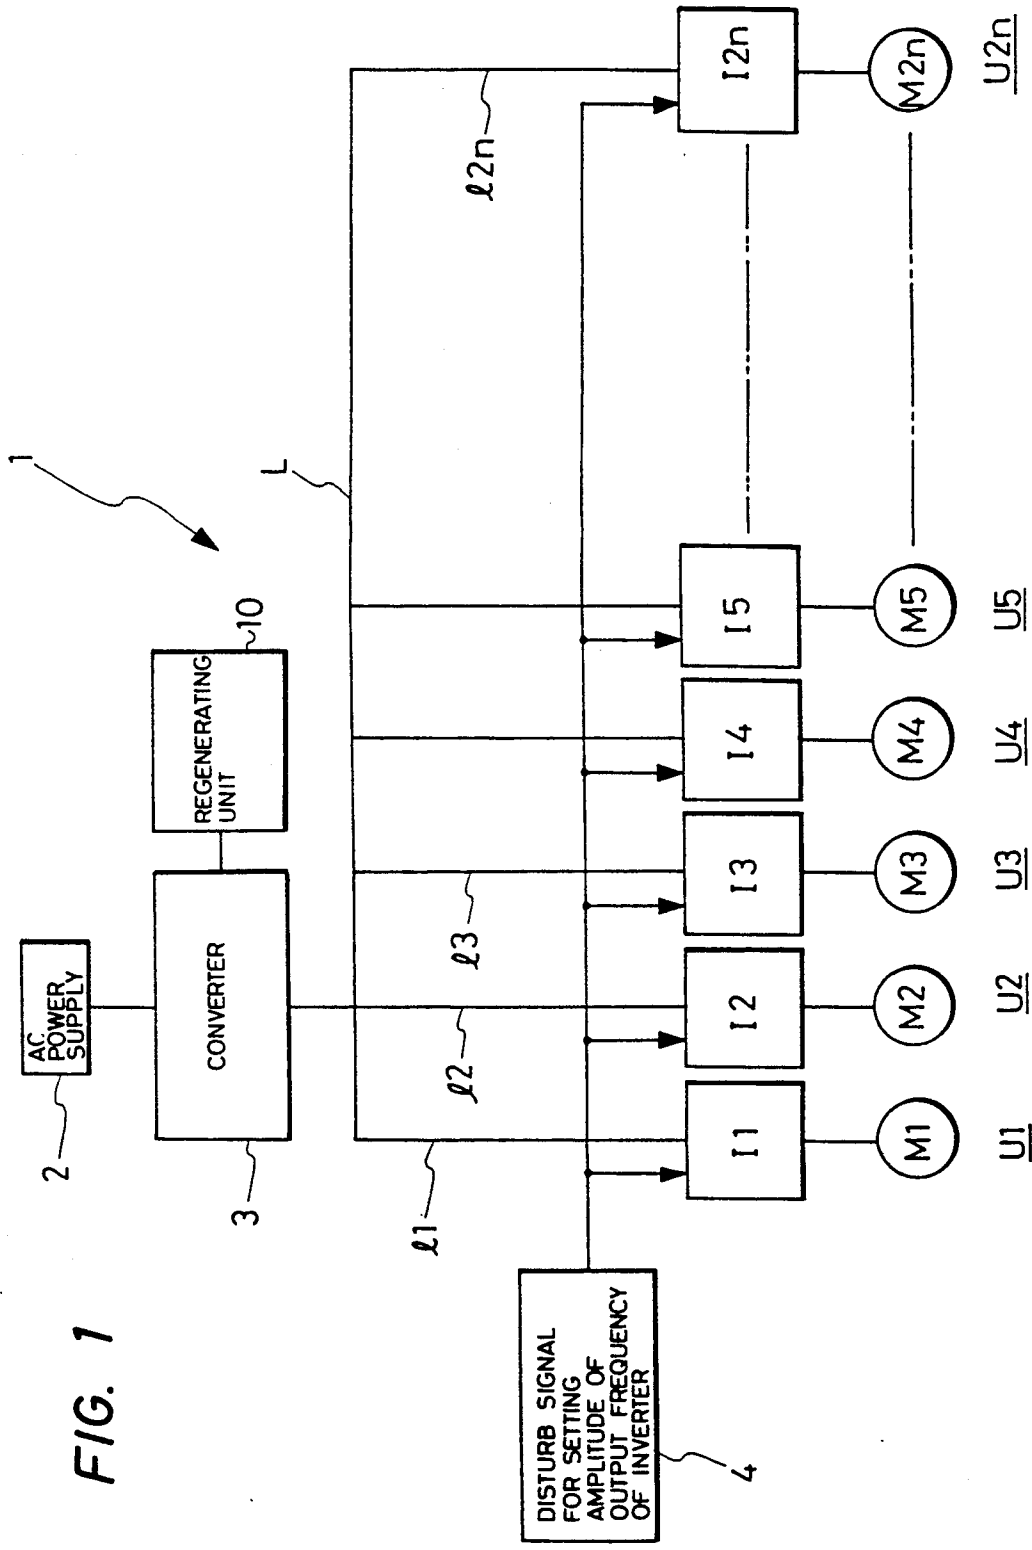 FIG. 1
1
AC
POWER
SUPPLY
2
CONVERTER
3
REGENERATING
UNIT
10
L
ℓ1
ℓ2
ℓ3
ℓ2n
DISTURB SIGNAL
FOR SETTING
AMPLITUDE OF
OUTPUT FREQUENCY
OF INVERTER
4
I1
I2
I3
I4
I5
I2n
M1
M2
M3
M4
M5
M2n
U1
U2
U3
U4
U5
U2n